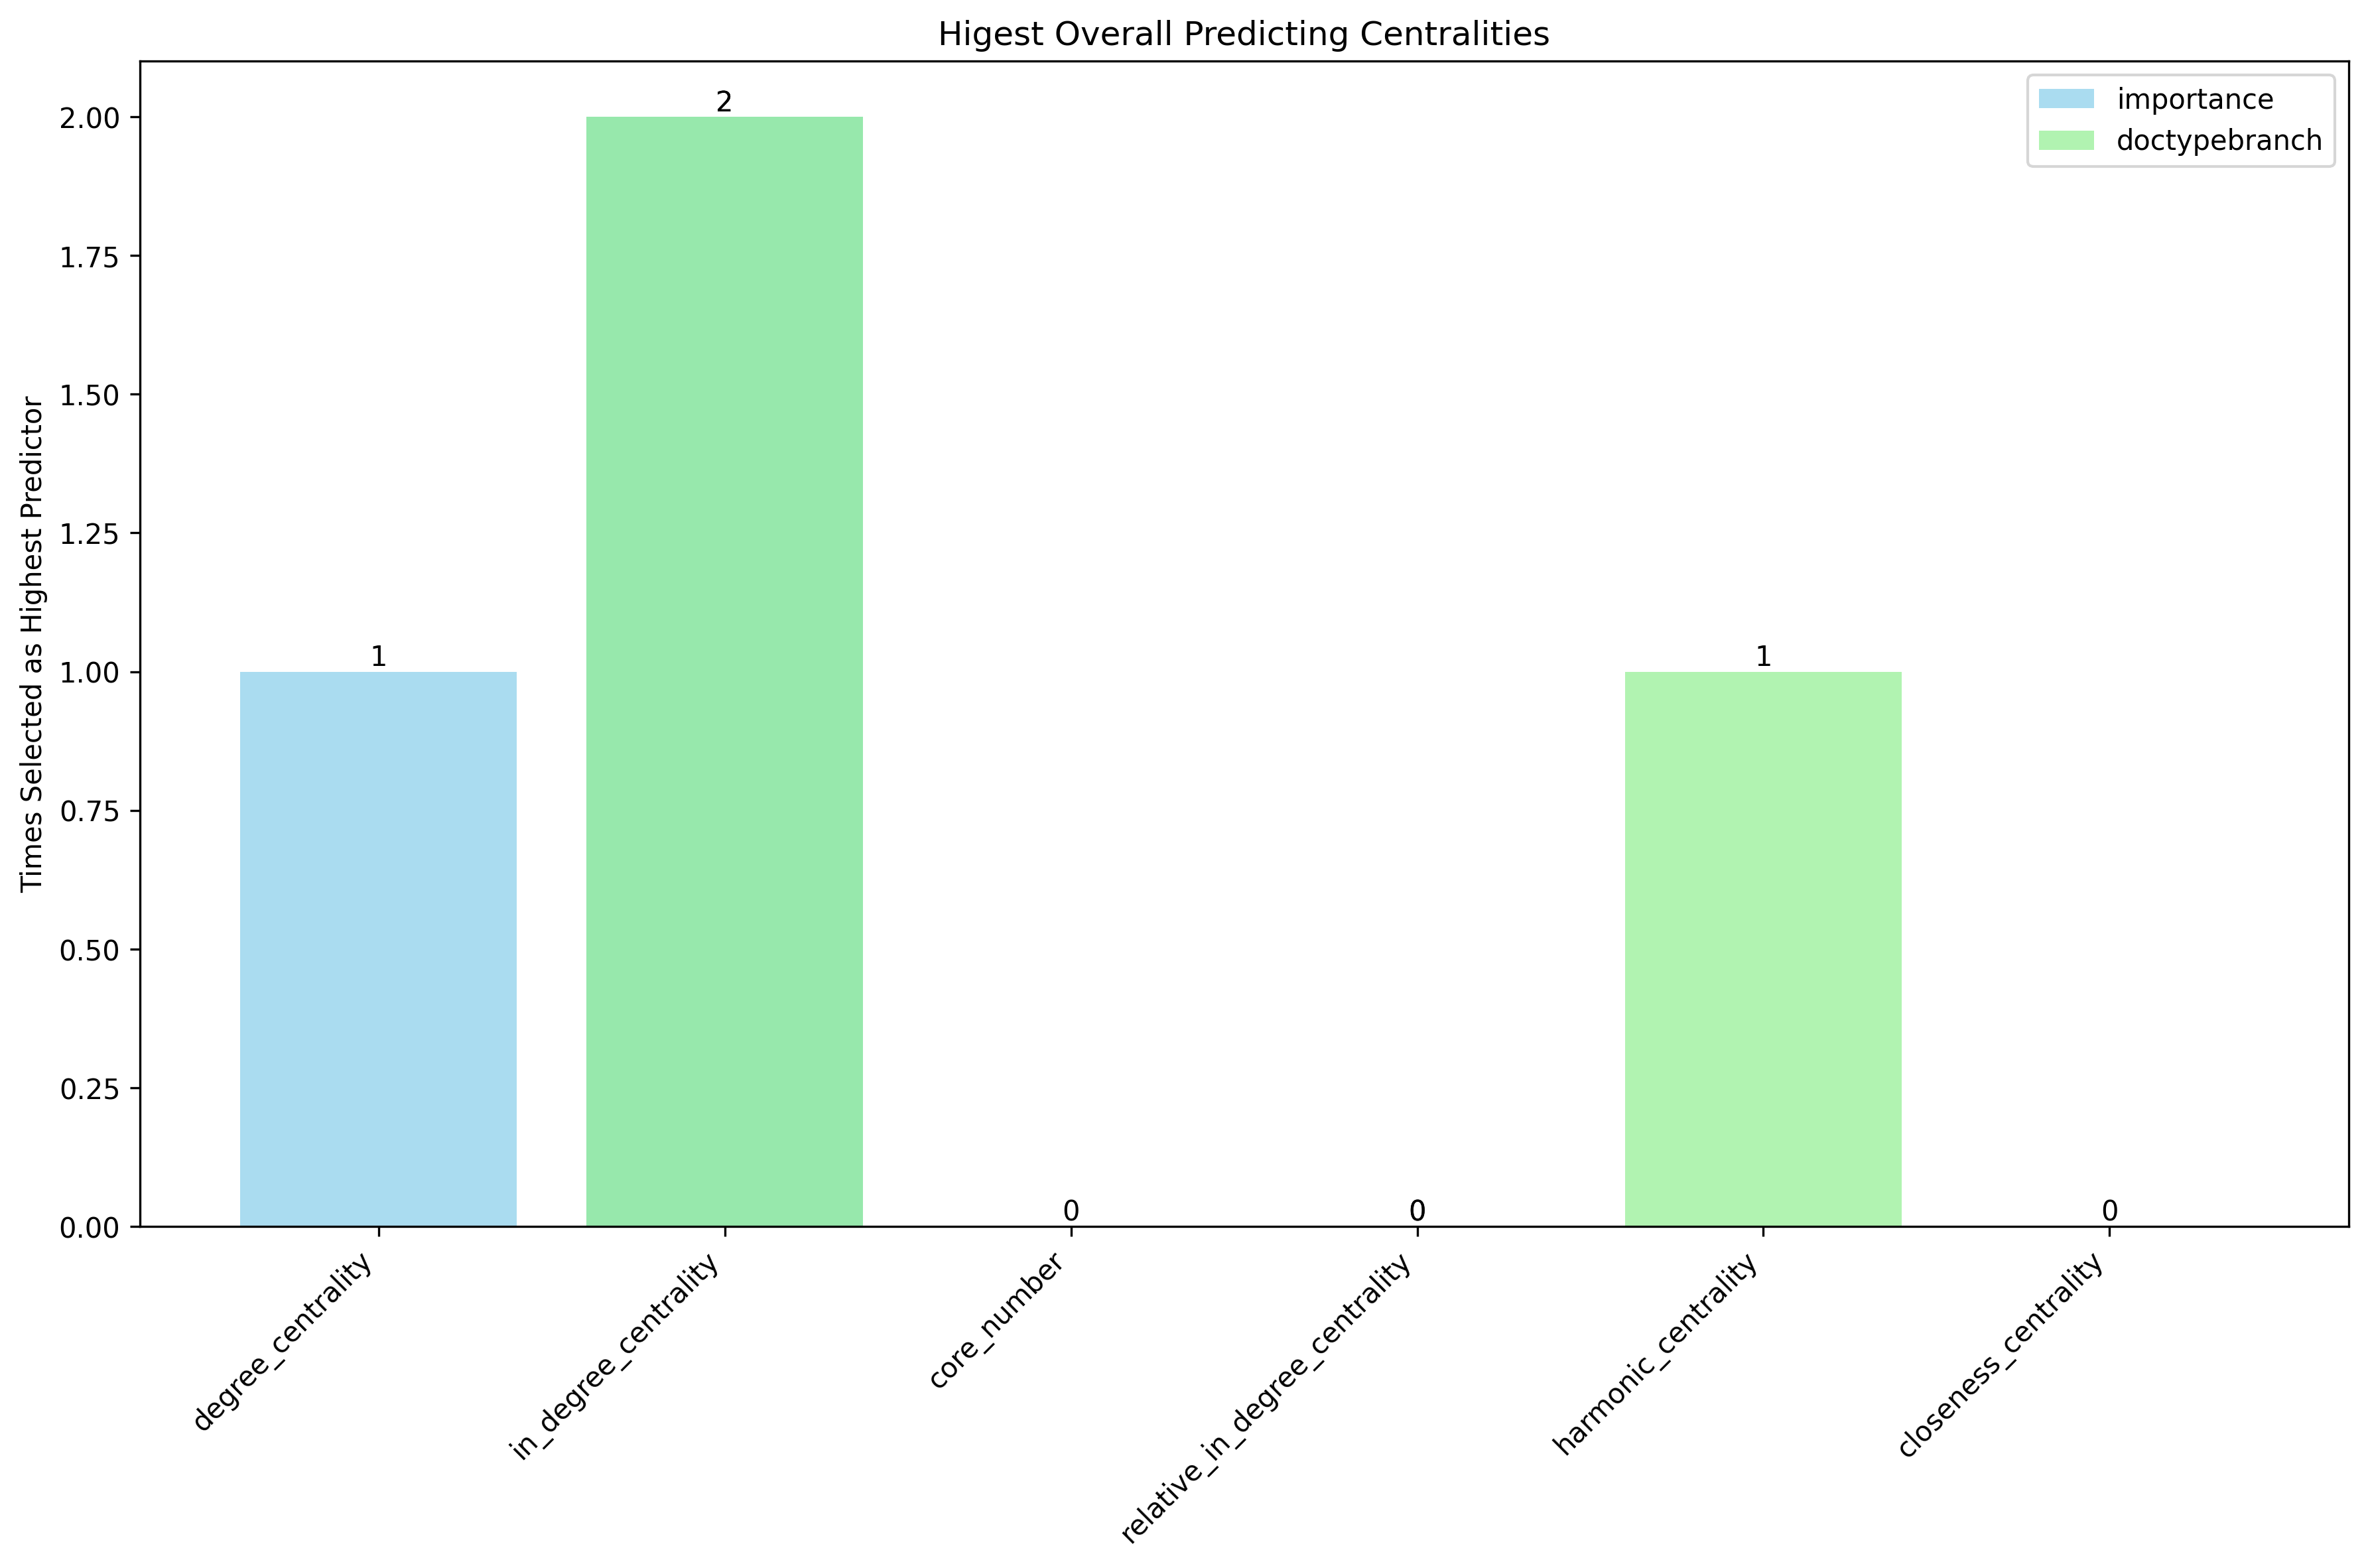 Higest Overall Predicting Centralities
importance
doctypebranch
Times Selected as Highest Predictor
2.00
1.75
1.50
1.25
1.00
0.75
0.50
0.25
0.00
1
2
0
0
1
0
degree_centrality
in_degree_centrality
core_number
relative_in_degree_centrality
harmonic_centrality
closeness_centrality